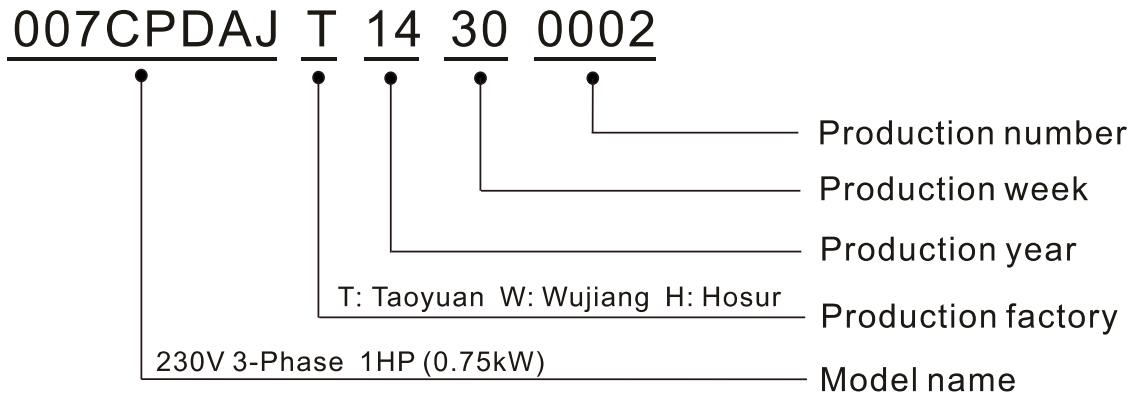 007CPDAJ T 14 30 0002
Production number
Production week
Production year
T: Taoyuan W: Wujiang H: Hosur
Production factory
230V 3-Phase 1HP (0.75kW)
Model name